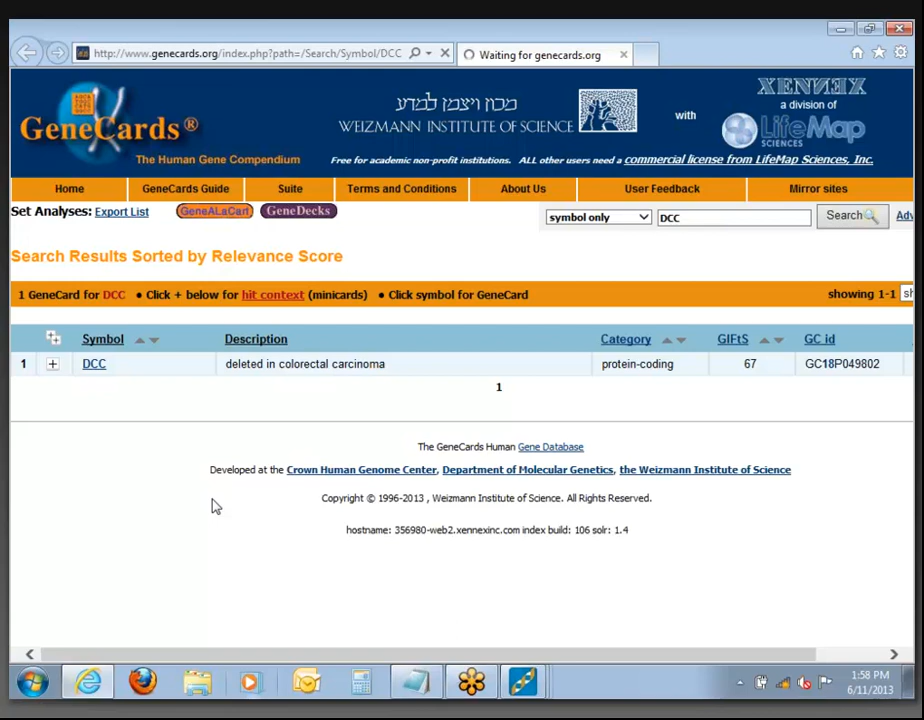 http://www.genecards.org/index.php?path=/Search/Symbol/DCC
Waiting for genecards.org
GeneCards®
The Human Gene Compendium
מכון ויצמן למדע
WEIZMANN INSTITUTE OF SCIENCE
with
XENNEX
a division of
LifeMap
SCIENCES
Free for academic non-profit institutions. ALL other users need a commercial license from LifeMap Sciences, Inc.
Home GeneCards Guide Suite Terms and Conditions About Us User Feedback Mirror sites
Set Analyses: Export List GeneALaCart GeneDecks symbol only DCC Search Adv
Search Results Sorted by Relevance Score
1 GeneCard for DCC • Click + below for hit context (minicards) • Click symbol for GeneCard showing 1-1 sh
Symbol Description Category GIFtS GC id
1 + DCC deleted in colorectal carcinoma protein-coding 67 GC18P049802
1
The GeneCards Human Gene Database
Developed at the Crown Human Genome Center, Department of Molecular Genetics, the Weizmann Institute of Science
Copyright © 1996-2013 , Weizmann Institute of Science. All Rights Reserved.
hostname: 356980-web2.xennexinc.com index build: 106 solr: 1.4
1:58 PM
6/11/2013